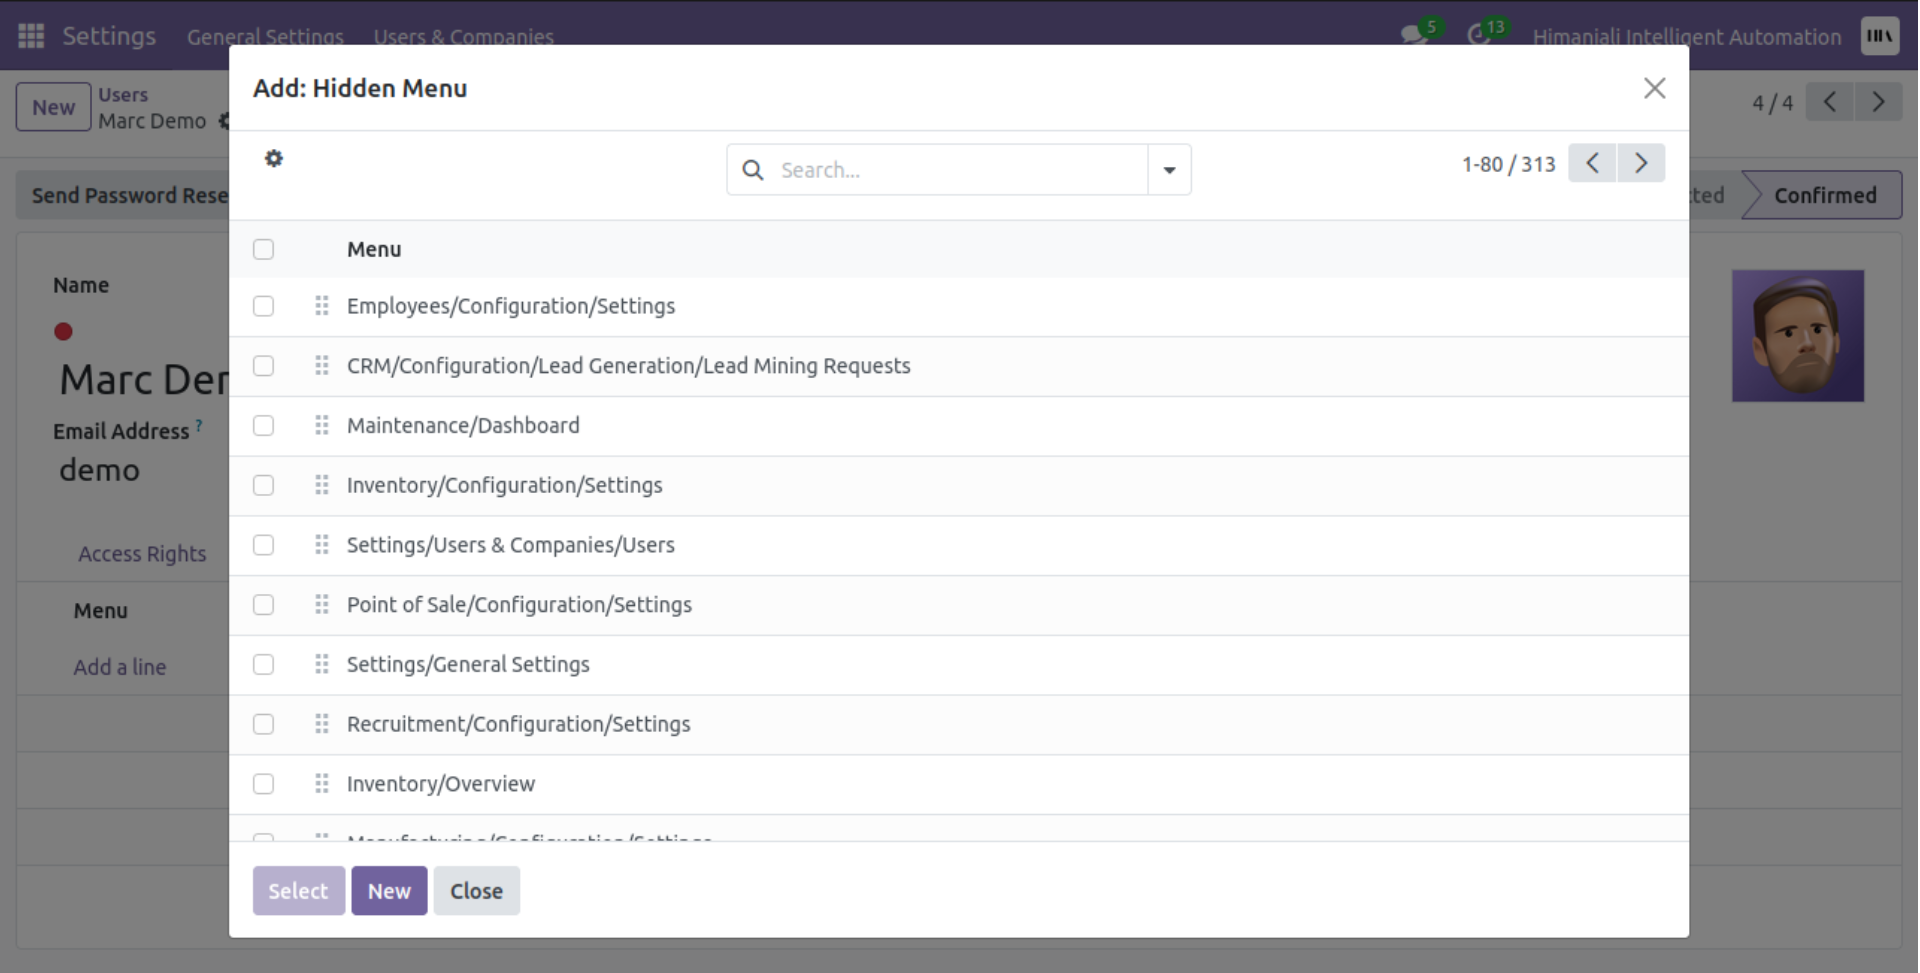 Settings General Settings Users & Companies 5 13 Himanjali Intelligent Automation
New Users
Marc Demo
4 / 4
Add: Hidden Menu
Search...
1-80 / 313
Send Password Rese
Confirmed
Menu
Name
Employees/Configuration/Settings
CRM/Configuration/Lead Generation/Lead Mining Requests
Marc Der
Email Address ?
Maintenance/Dashboard
demo
Inventory/Configuration/Settings
Settings/Users & Companies/Users
Access Rights
Point of Sale/Configuration/Settings
Menu
Settings/General Settings
Add a line
Recruitment/Configuration/Settings
Inventory/Overview
Manufacturing/Configuration/Settings
Select New Close